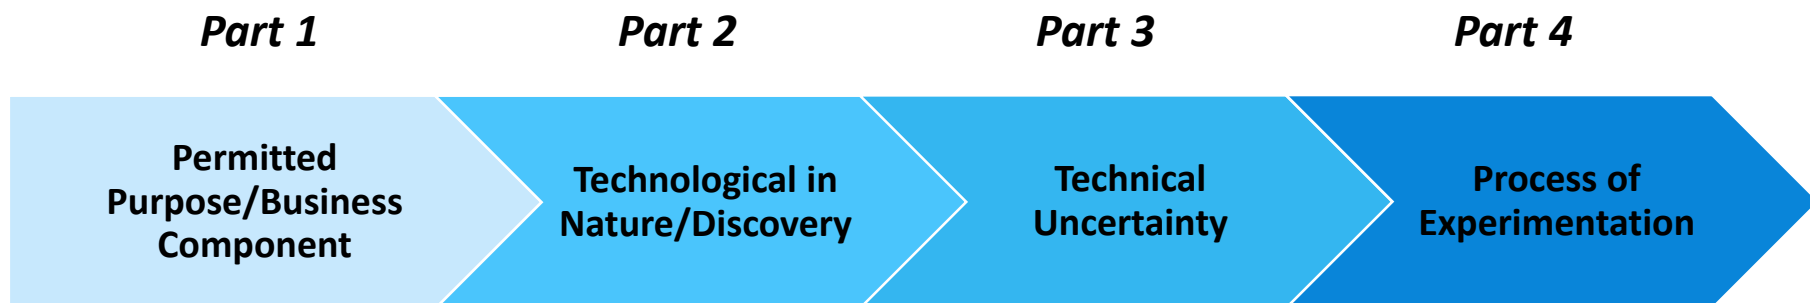 Part 1
Part 2
Part 3
Part 4
Permitted
Purpose/Business
Component
Technological in
Nature/Discovery
Technical
Uncertainty
Process of
Experimentation